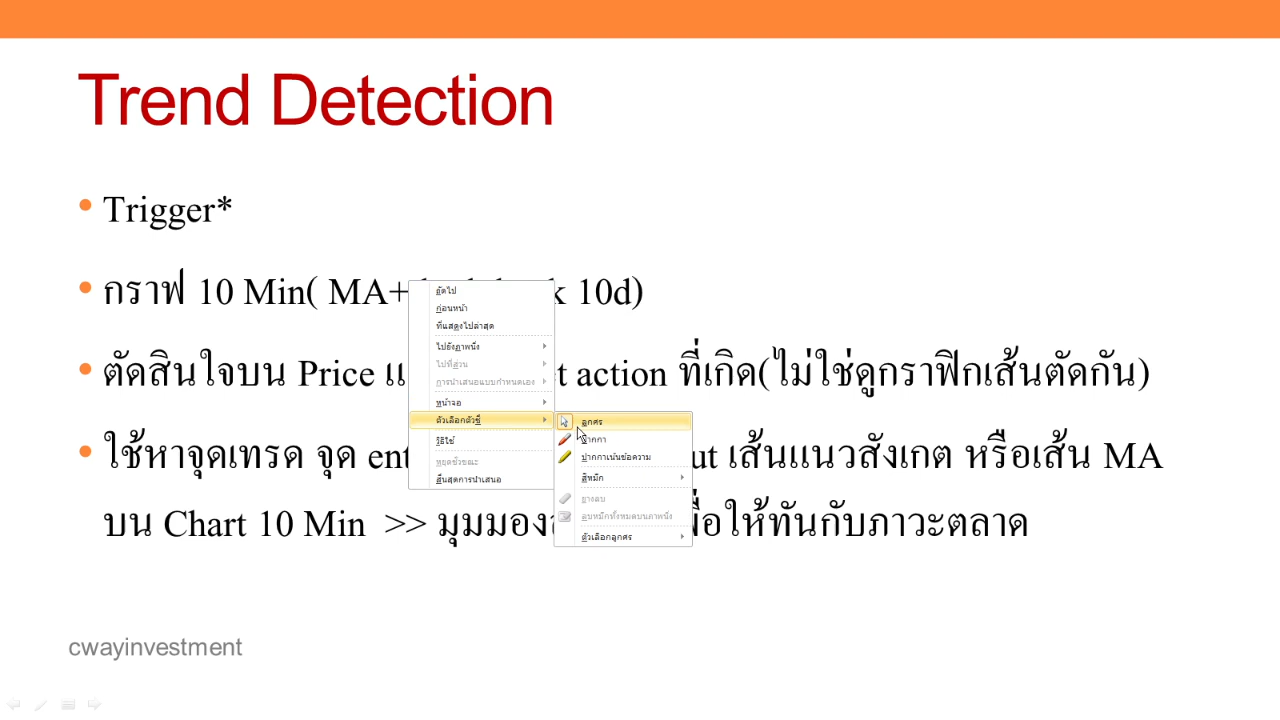 Trend Detection
• Trigger*
• กราฟ 10 Min( MA+ k 10d)
• ตัดสินใจบน Price แ t action ที่เกิด(ไม่ใช่ดูกราฟิกเส้นตัดกัน)
• ใช้หาจุดเทรด จุด ent ut เส้นแนวสังเกต หรือเส้น MA
บน Chart 10 Min >> มุมมอง พื่อให้ทันกับภาวะตลาด
ถัดไป
ก่อนหน้า
ที่แสดงไปล่าสุด
ไปยังภาพนิ่ง
ไปที่ส่วน
การนำเสนอแบบกำหนดเอง
หน้าจอ
ตัวเลือกตัวชี้
วิธีใช้
หยุดชั่วขณะ
สิ้นสุดการนำเสนอ
ลูกศร
ปากกา
ปากกาเน้นข้อความ
สีหมึก
ยางลบ
ลบหมึกทั้งหมดบนภาพนิ่ง
ตัวเลือกลูกศร
cwayinvestment